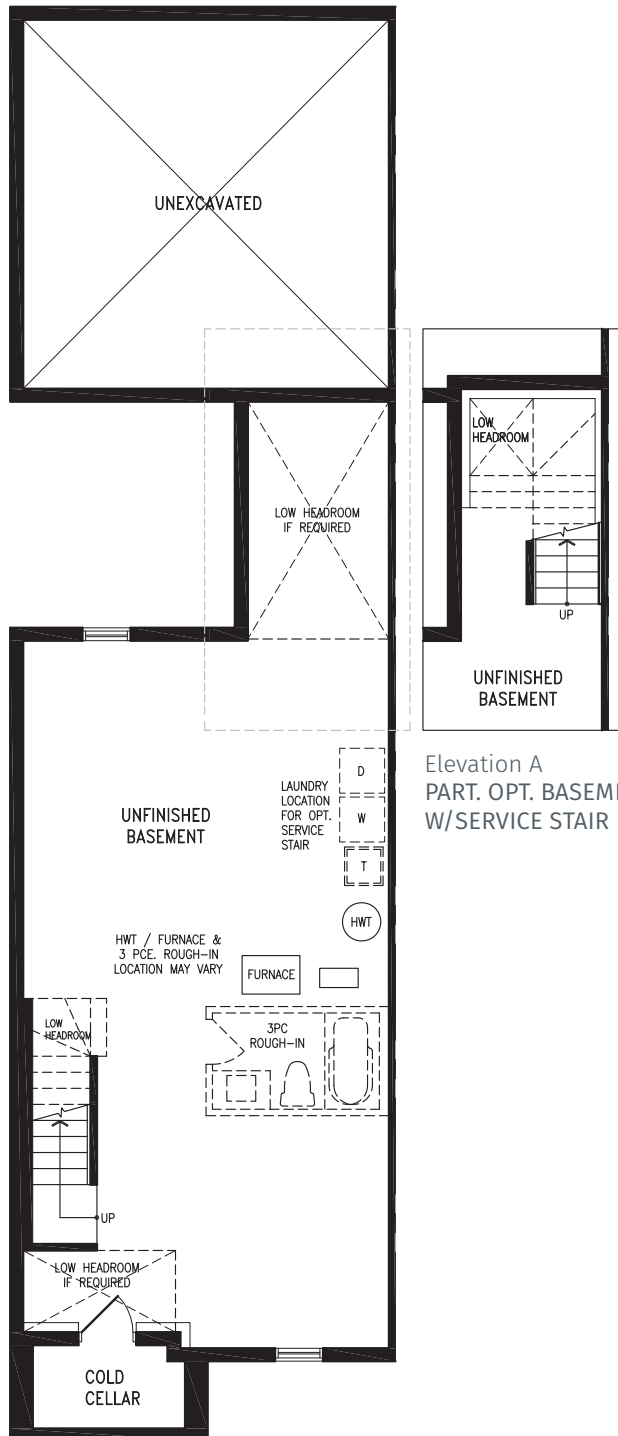 UNEXCAVATED
LOW HEADROOM
IF REQUIRED
LOW
HEADROOM
UP
UNFINISHED
BASEMENT
Elevation A
PART. OPT. BASEM
W/SERVICE STAIR
D
LAUNDRY
LOCATION
FOR OPT.
SERVICE
STAIR
W
T
UNFINISHED
BASEMENT
HWT
HWT / FURNACE &
3 PCE. ROUGH-IN
LOCATION MAY VARY
FURNACE
3PC
ROUGH-IN
LOW
HEADROOM
UP
LOW HEADROOM
IF REQUIRED
COLD
CELLAR